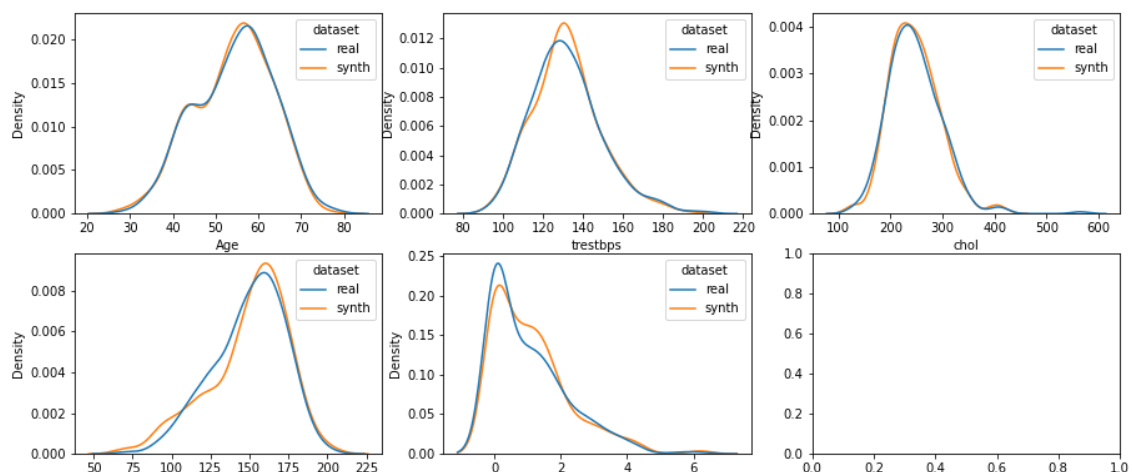 dataset
real
synth
0.020
0.015
0.010
0.005
0.000
Density
20 30 40 50 60 70 80
Age
dataset
real
synth
0.012
0.010
0.008
0.006
0.004
0.002
0.000
Density
80 100 120 140 160 180 200 220
trestbps
dataset
real
synth
0.004
0.003
0.002
0.001
0.000
Density
100 200 300 400 500 600
chol
dataset
real
synth
0.008
0.006
0.004
0.002
0.000
Density
50 75 100 125 150 175 200 225
dataset
real
synth
0.25
0.20
0.15
0.10
0.05
0.00
Density
0 2 4 6
1.0
0.8
0.6
0.4
0.2
0.0
0.0 0.2 0.4 0.6 0.8 1.0